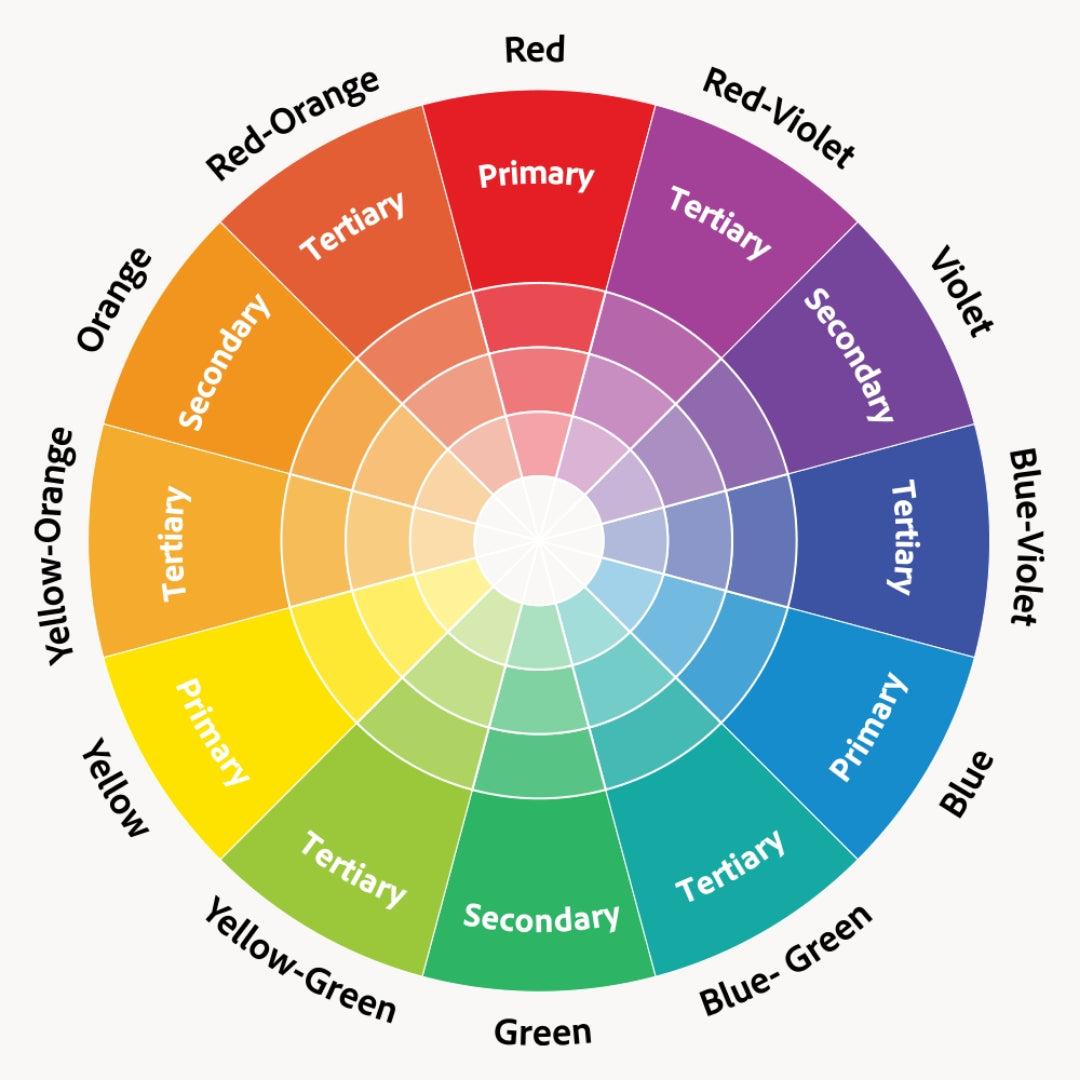 Red
Red-Violet
Violet
Blue-Violet
Blue
Blue- Green
Green
Yellow-Green
Yellow
Yellow-Orange
Orange
Red-Orange
Primary
Tertiary
Secondary
Tertiary
Primary
Tertiary
Secondary
Tertiary
Primary
Tertiary
Secondary
Tertiary